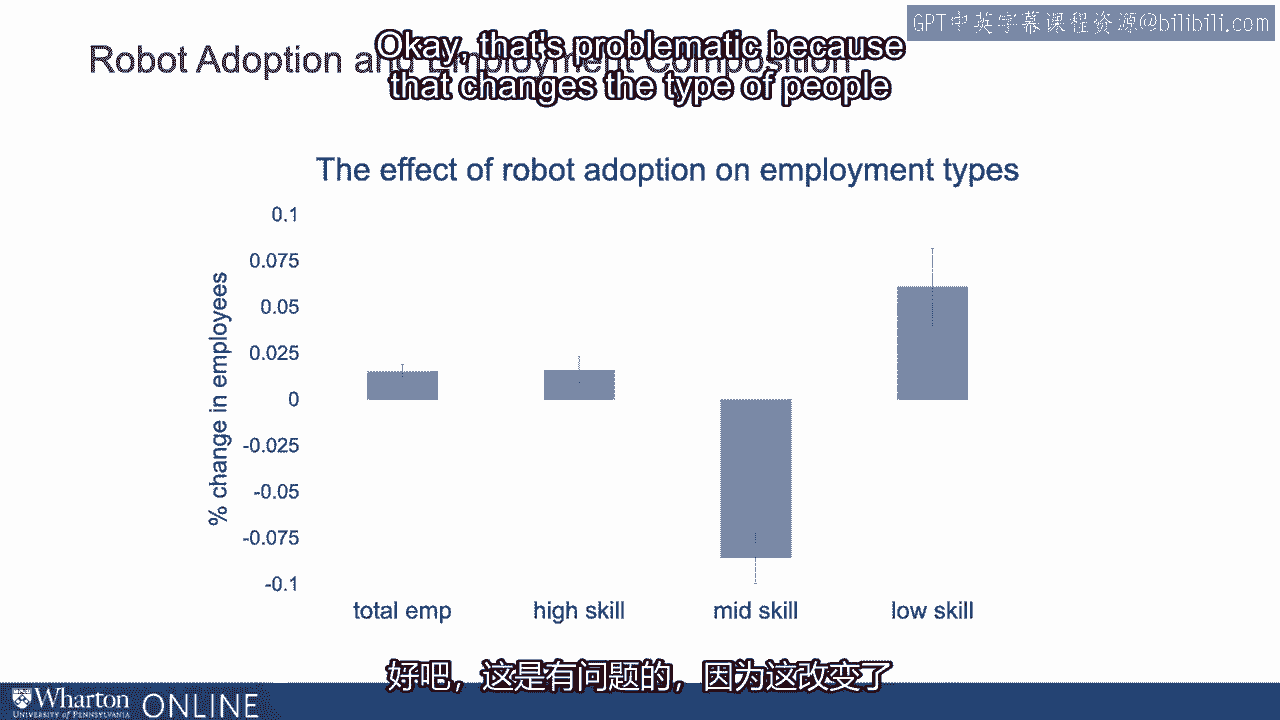 GPT中英字幕课程资源@bilibili.com
Robot Adoption and Employment Composition
Okay, that's problematic because
that changes the type of people
The effect of robot adoption on employment types
% change in employees
0.1
0.075
0.05
0.025
0
-0.025
-0.05
-0.075
-0.1
total emp
high skill
mid skill
low skill
好吧，这是有问题的，因为这改变了
Wharton
UNIVERSITY of PENNSYLVANIA
ONLINE